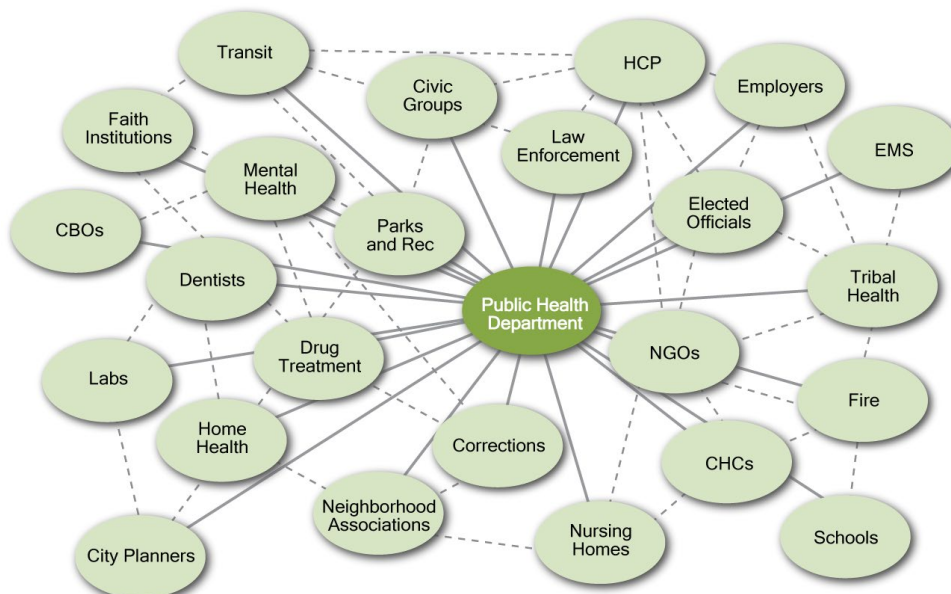 Transit
HCP
Civic
Groups
Employers
Faith
Institutions
Law
Enforcement
EMS
Mental
Health
Elected
Officials
CBOs
Parks
and Rec
Dentists
Tribal
Health
Public Health
Department
Drug
Treatment
NGOs
Labs
Fire
Home
Health
Corrections
CHCs
Neighborhood
Associations
Nursing
Homes
Schools
City Planners